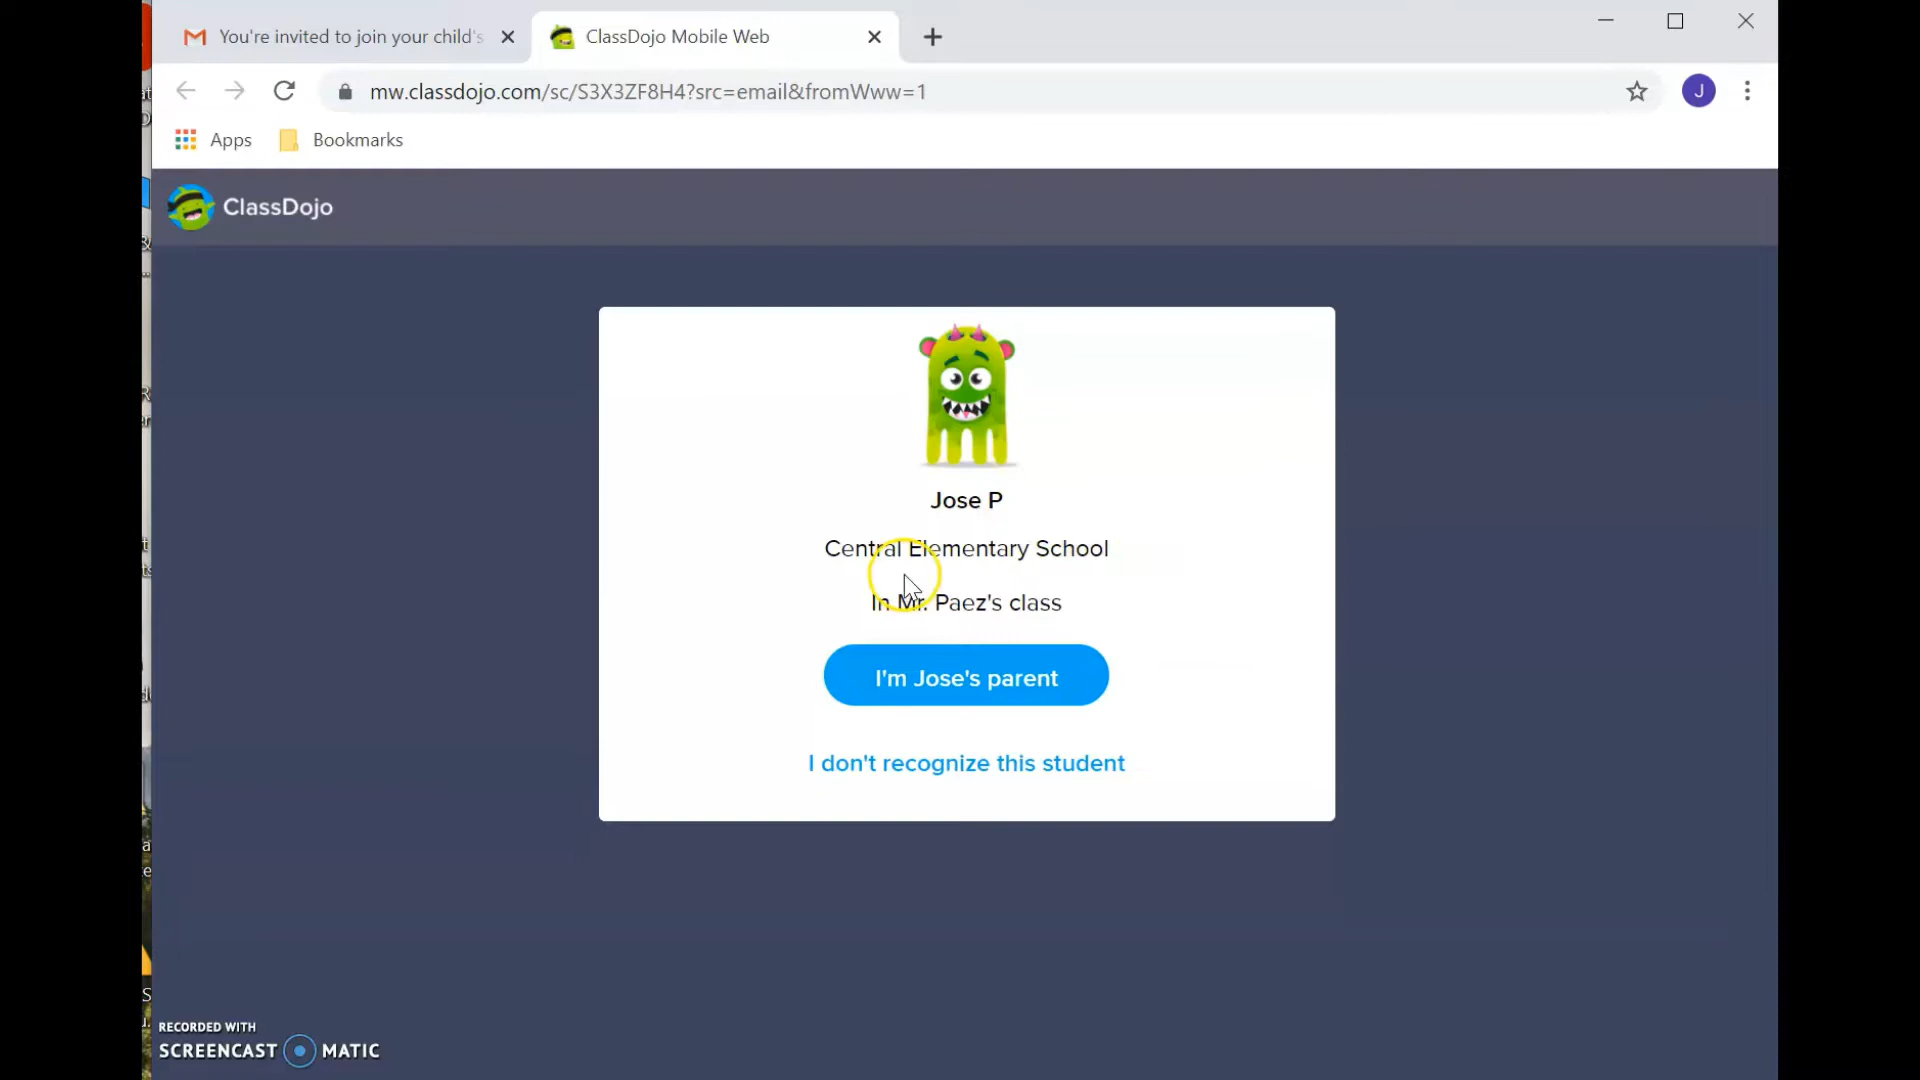 You're invited to join your child's
ClassDojo Mobile Web
mw.classdojo.com/sc/S3X3ZF8H4?src=email&fromWww=1
J
Apps
Bookmarks
ClassDojo
Jose P
Central Elementary School
In Mr. Paez's class
I'm Jose's parent
I don't recognize this student
RECORDED WITH
SCREENCAST MATIC